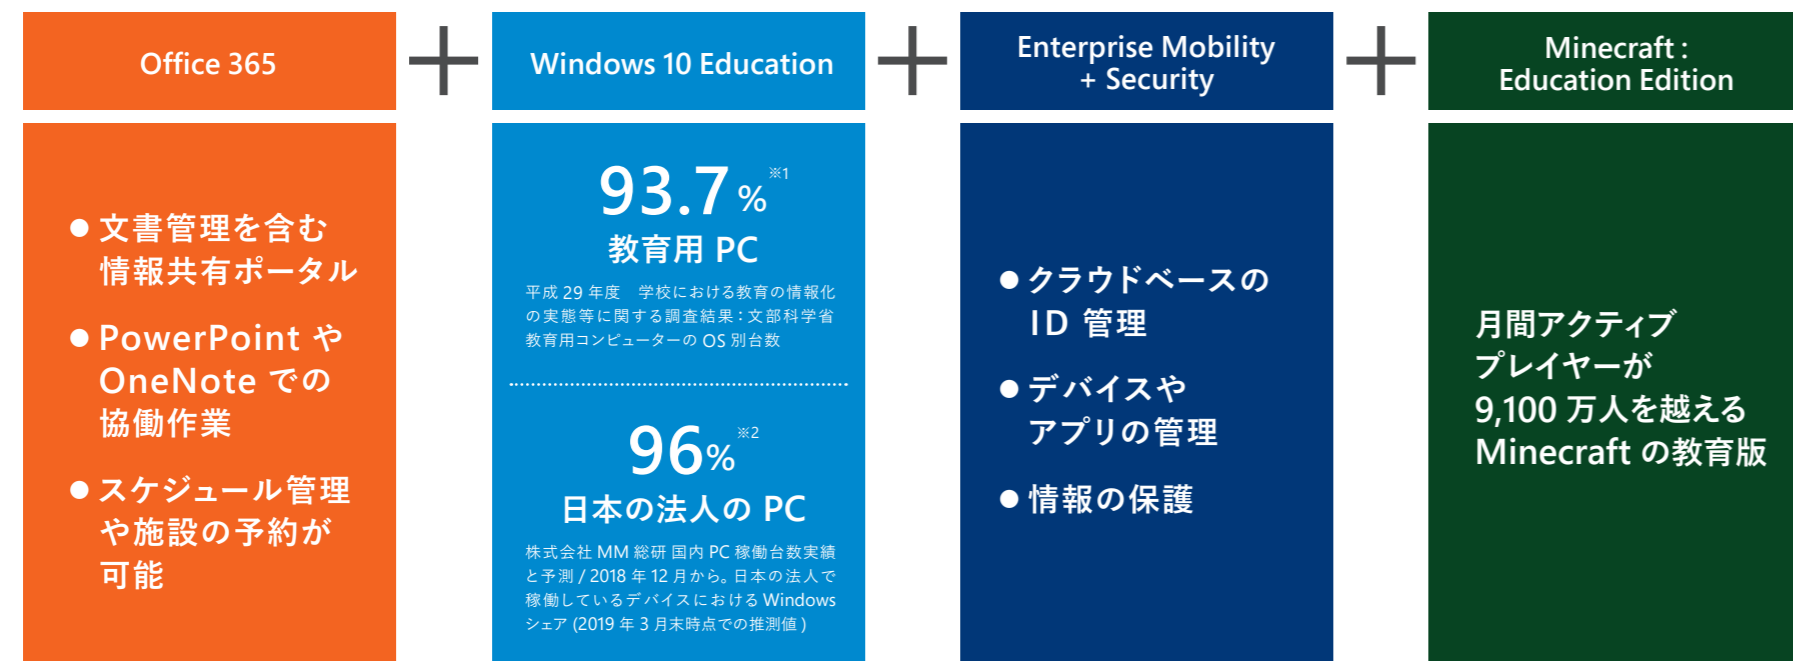 Office 365
● 文書管理を含む
情報共有ポータル
● PowerPoint や
OneNote での
協働作業
● スケジュール管理
や施設の予約が
可能
+
Windows 10 Education
93.7%※1
教育用 PC
平成 29 年度　学校における教育の情報化
の実態等に関する調査結果：文部科学省
教育用コンピューターの OS 別台数
96%※2
日本の法人の PC
株式会社 MM 総研 国内 PC 稼働台数実績
と予測 / 2018 年 12 月から。日本の法人で
稼働しているデバイスにおける Windows
シェア (2019 年 3 月末時点での推測値 )
+
Enterprise Mobility
+ Security
● クラウドベースの
ID 管理
● デバイスや
アプリの管理
● 情報の保護
+
Minecraft :
Education Edition
月間アクティブ
プレイヤーが
9,100 万人を越える
Minecraft の教育版